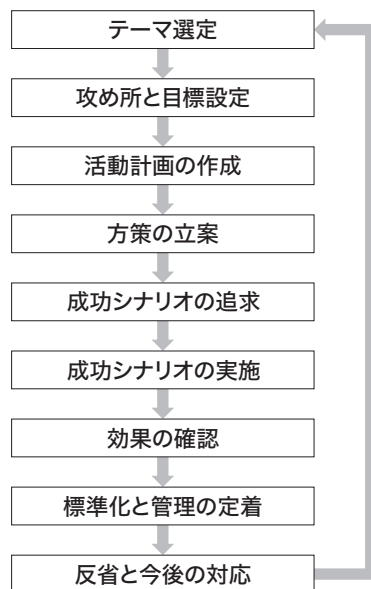 テーマ選定
攻め所と目標設定
活動計画の作成
方策の立案
成功シナリオの追求
成功シナリオの実施
効果の確認
標準化と管理の定着
反省と今後の対応